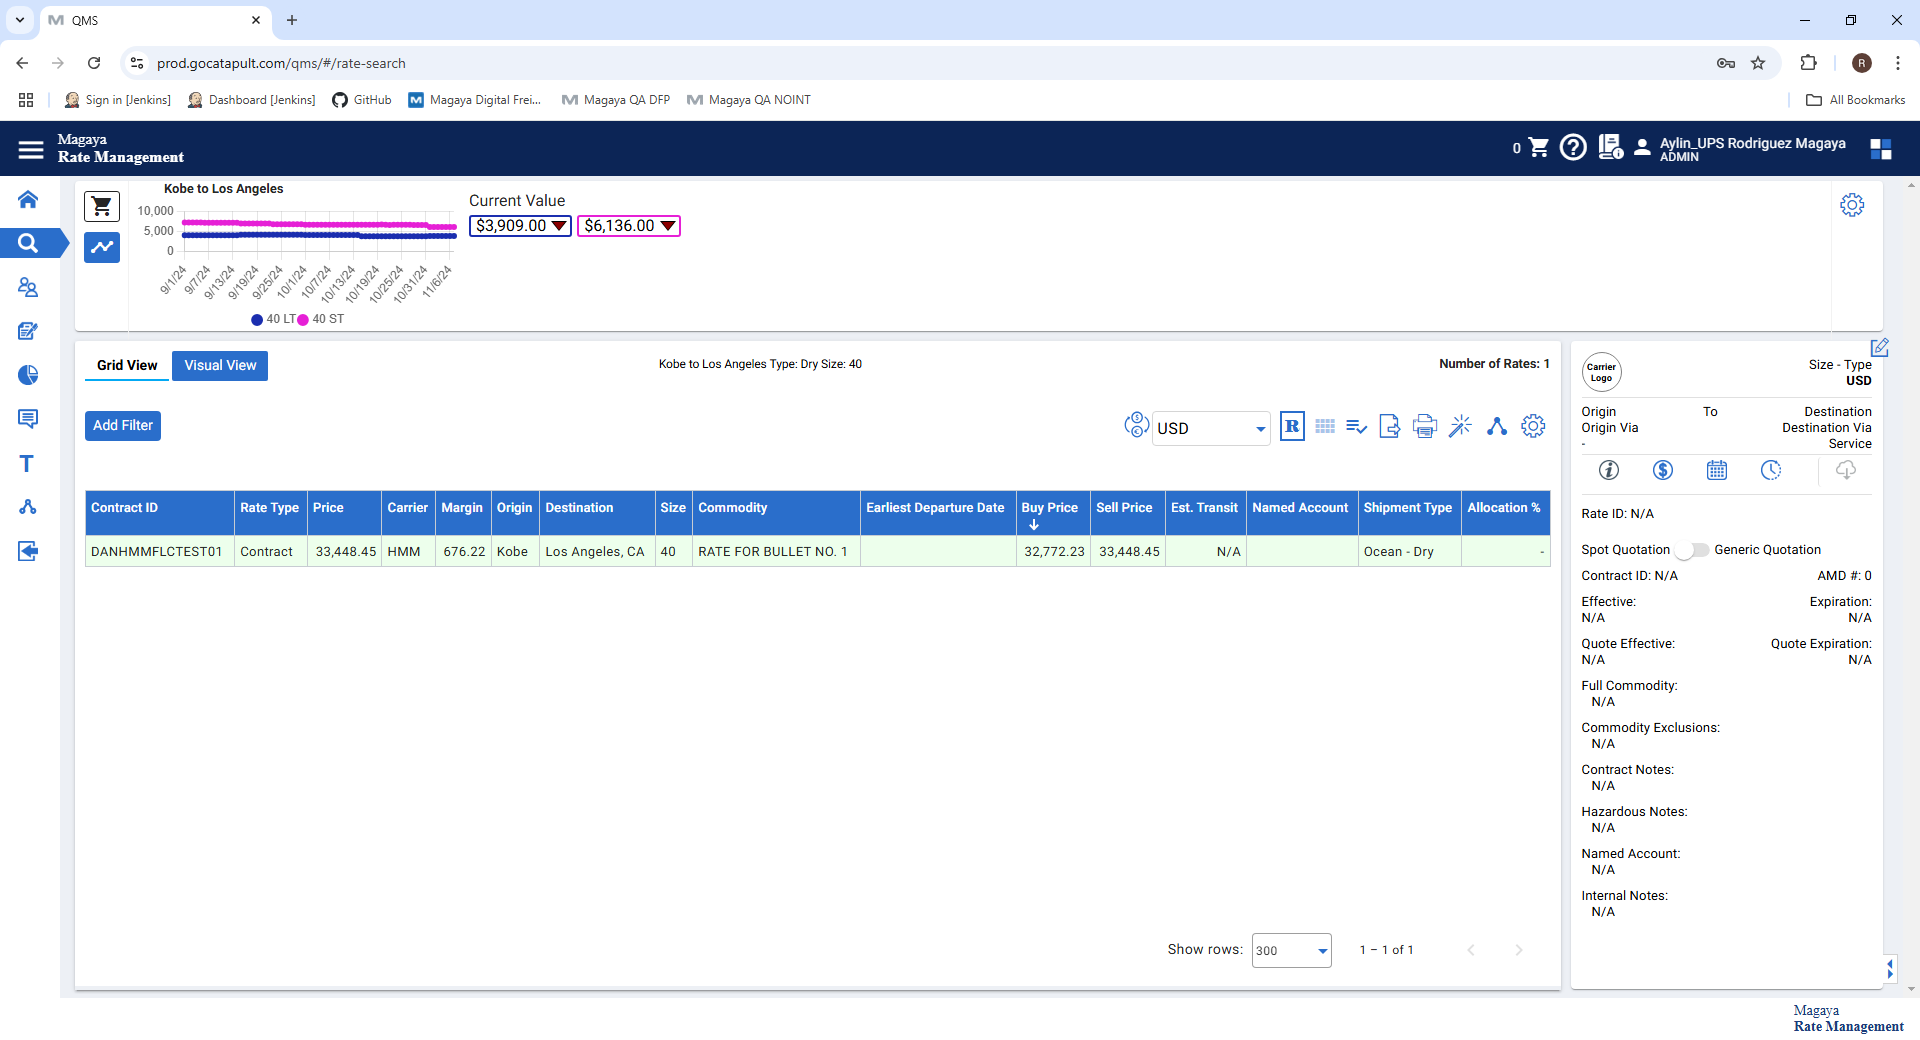 QMS
prod.gocatapult.com/qms/#/rate-search
R
Sign in [Jenkins]
Dashboard [Jenkins]
GitHub
Magaya Digital Frei...
Magaya QA DFP
Magaya QA NOINT
All Bookmarks
Magaya
Rate Management
0
Aylin_UPS Rodriguez Magaya
ADMIN
Kobe to Los Angeles
10,000
5,000
0
9/1/24
9/7/24
9/13/24
9/19/24
9/25/24
10/1/24
10/7/24
10/13/24
10/19/24
10/25/24
10/31/24
11/6/24
40 LT
40 ST
Current Value
$3,909.00
$6,136.00
T
Grid View
Visual View
Kobe to Los Angeles Type: Dry Size: 40
Number of Rates: 1
Add Filter
USD
R
Contract ID Rate Type Price Carrier Margin Origin Destination Size Commodity Earliest Departure Date Buy Price Sell Price Est. Transit Named Account Shipment Type Allocation %
DANHMMFLCTEST01 Contract 33,448.45 HMM 676.22 Kobe Los Angeles, CA 40 RATE FOR BULLET NO. 1 32,772.23 33,448.45 N/A Ocean - Dry -
Show rows: 300 1 – 1 of 1
Carrier
Logo
Size - Type
USD
Origin To Destination
Origin Via Destination Via
- Service
Rate ID: N/A
Spot Quotation Generic Quotation
Contract ID: N/A AMD #: 0
Effective: Expiration:
N/A N/A
Quote Effective: Quote Expiration:
N/A N/A
Full Commodity:
N/A
Commodity Exclusions:
N/A
Contract Notes:
N/A
Hazardous Notes:
N/A
Named Account:
N/A
Internal Notes:
N/A
Magaya
Rate Management